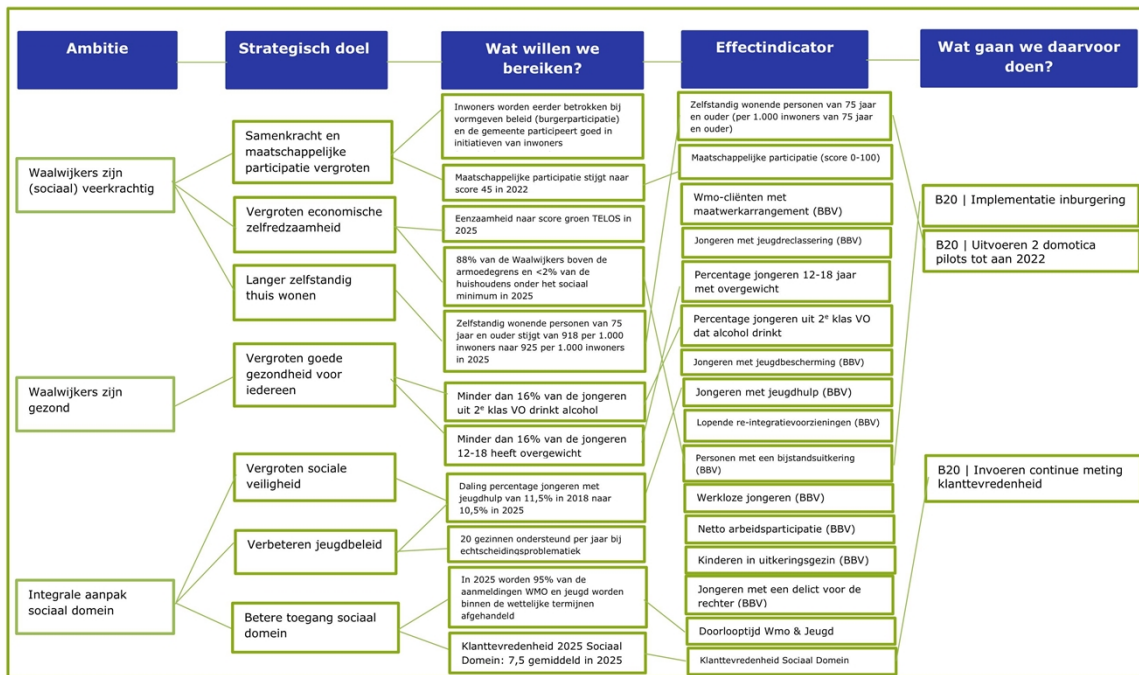 Ambitie
Strategisch doel
Wat willen we
bereiken?
Effectindicator
Wat gaan we daarvoor
doen?
Waalwijkers zijn
(sociaal) veerkrachtig
Waalwijkers zijn
gezond
Integrale aanpak
sociaal domein
Samenkracht en
maatschappelijke
participatie vergroten
Vergroten economische
zelfredzaamheid
Langer zelfstandig
thuis wonen
Vergroten goede
gezondheid voor
iedereen
Vergroten sociale
veiligheid
Verbeteren jeugdbeleid
Betere toegang sociaal
domein
Inwoners worden eerder betrokken bij
vormgeven beleid (burgerparticipatie)
en de gemeente participeert goed in
initiatieven van inwoners
Maatschappelijke participatie stijgt naar
score 45 in 2022
Eenzaamheid naar score groen TELOS in
2025
88% van de Waalwijkers boven de
armoedegrens en <2% van de
huishoudens onder het sociaal
minimum in 2025
Zelfstandig wonende personen van 75
jaar en ouder stijgt van 918 per 1.000
inwoners naar 925 per 1.000 inwoners
in 2025
Minder dan 16% van de jongeren
uit 2e klas VO drinkt alcohol
Minder dan 16% van de jongeren
12-18 heeft overgewicht
Daling percentage jongeren met
jeugdhulp van 11,5% in 2018 naar
10,5% in 2025
20 gezinnen ondersteund per jaar bij
echtscheidingsproblematiek
In 2025 worden 95% van de
aanmeldingen WMO en jeugd worden
binnen de wettelijke termijnen
afgehandeld
Klanttevredenheid 2025 Sociaal
Domein: 7,5 gemiddeld in 2025
Zelfstandig wonende personen van 75 jaar
en ouder (per 1.000 inwoners van 75 jaar
en ouder)
Maatschappelijke participatie (score 0-100)
Wmo-cliënten met
maatwerkarrangement (BBV)
Jongeren met jeugdreclassering (BBV)
Percentage jongeren 12-18 jaar
met overgewicht
Percentage jongeren uit 2e klas VO
dat alcohol drinkt
Jongeren met jeugdbescherming (BBV)
Jongeren met jeugdhulp (BBV)
Lopende re-integratievoorzieningen (BBV)
Personen met een bijstandsuitkering
(BBV)
Werkloze jongeren (BBV)
Netto arbeidsparticipatie (BBV)
Kinderen in uitkeringsgezin (BBV)
Jongeren met een delict voor de
rechter (BBV)
Doorlooptijd Wmo & Jeugd
Klanttevredenheid Sociaal Domein
B20 | Implementatie inburgering
B20 | Uitvoeren 2 domotica
pilots tot aan 2022
B20 | Invoeren continue meting
klanttevredenheid